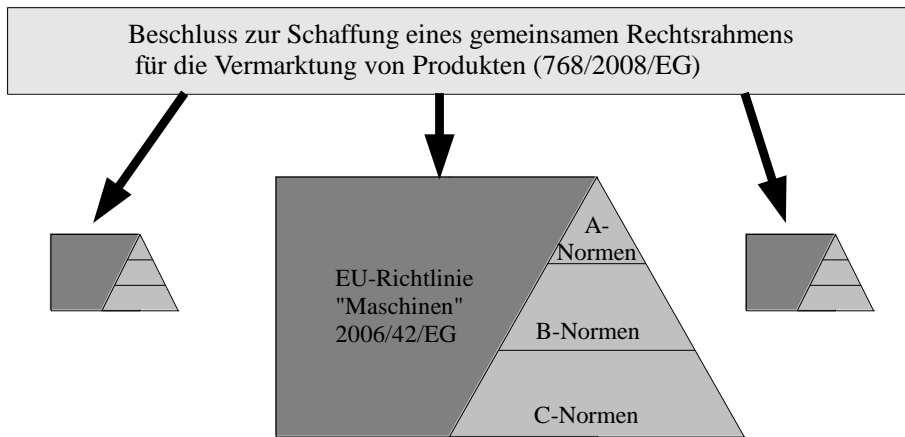 Beschluss zur Schaffung eines gemeinsamen Rechtsrahmens
für die Vermarktung von Produkten (768/2008/EG)
A-
Normen
EU-Richtlinie
"Maschinen"
2006/42/EG
B-Normen
C-Normen